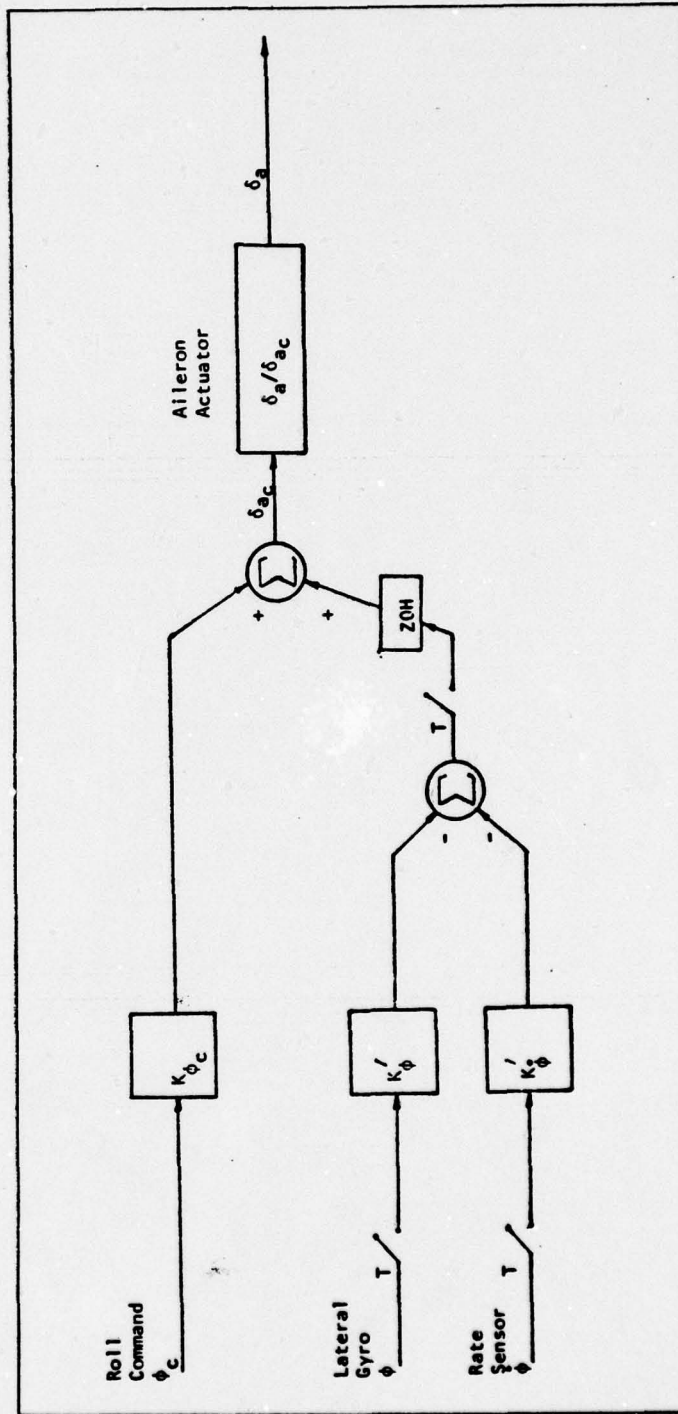 Roll
Command
ϕc
Kϕc
Lateral
Gyro
ϕ
T
K′ϕ
Rate
Sensor
ϕ̇
T
K′ϕ̇
-
-
Σ
T
ZOH
+
+
Σ
δac
Aileron
Actuator
δa/δac
δa